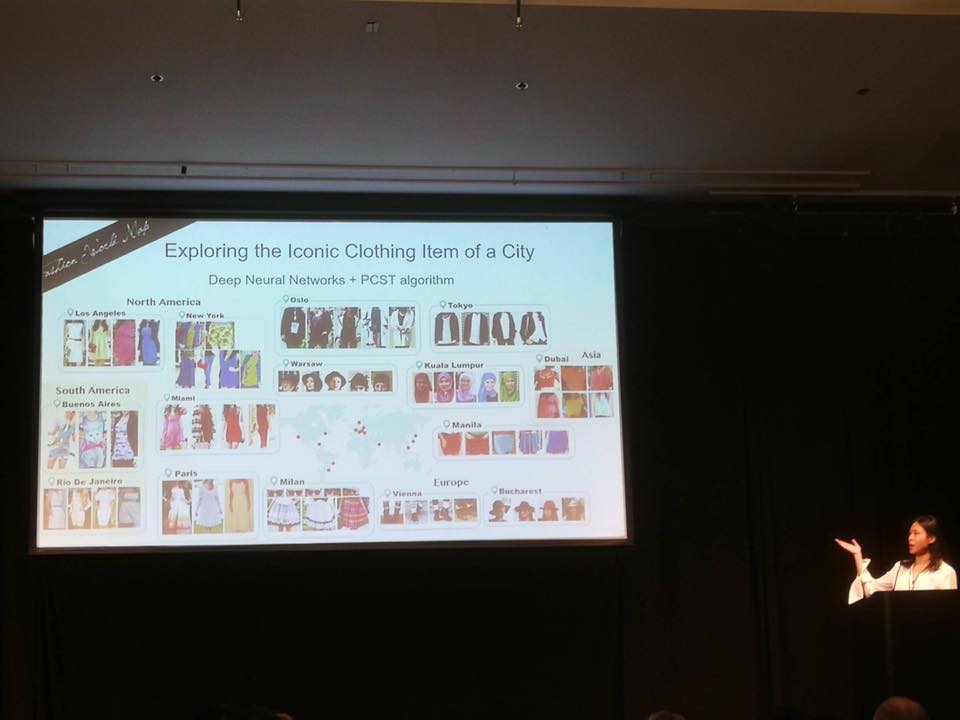 Fashion World Map
Exploring the Iconic Clothing Item of a City
Deep Neural Networks + PCST algorithm
North America
Los Angeles
New York
Oslo
Tokyo
Warsaw
Kuala Lumpur
Dubai
Asia
South America
Buenos Aires
Miami
Manila
Rio De Janeiro
Paris
Milan
Europe
Vienna
Bucharest